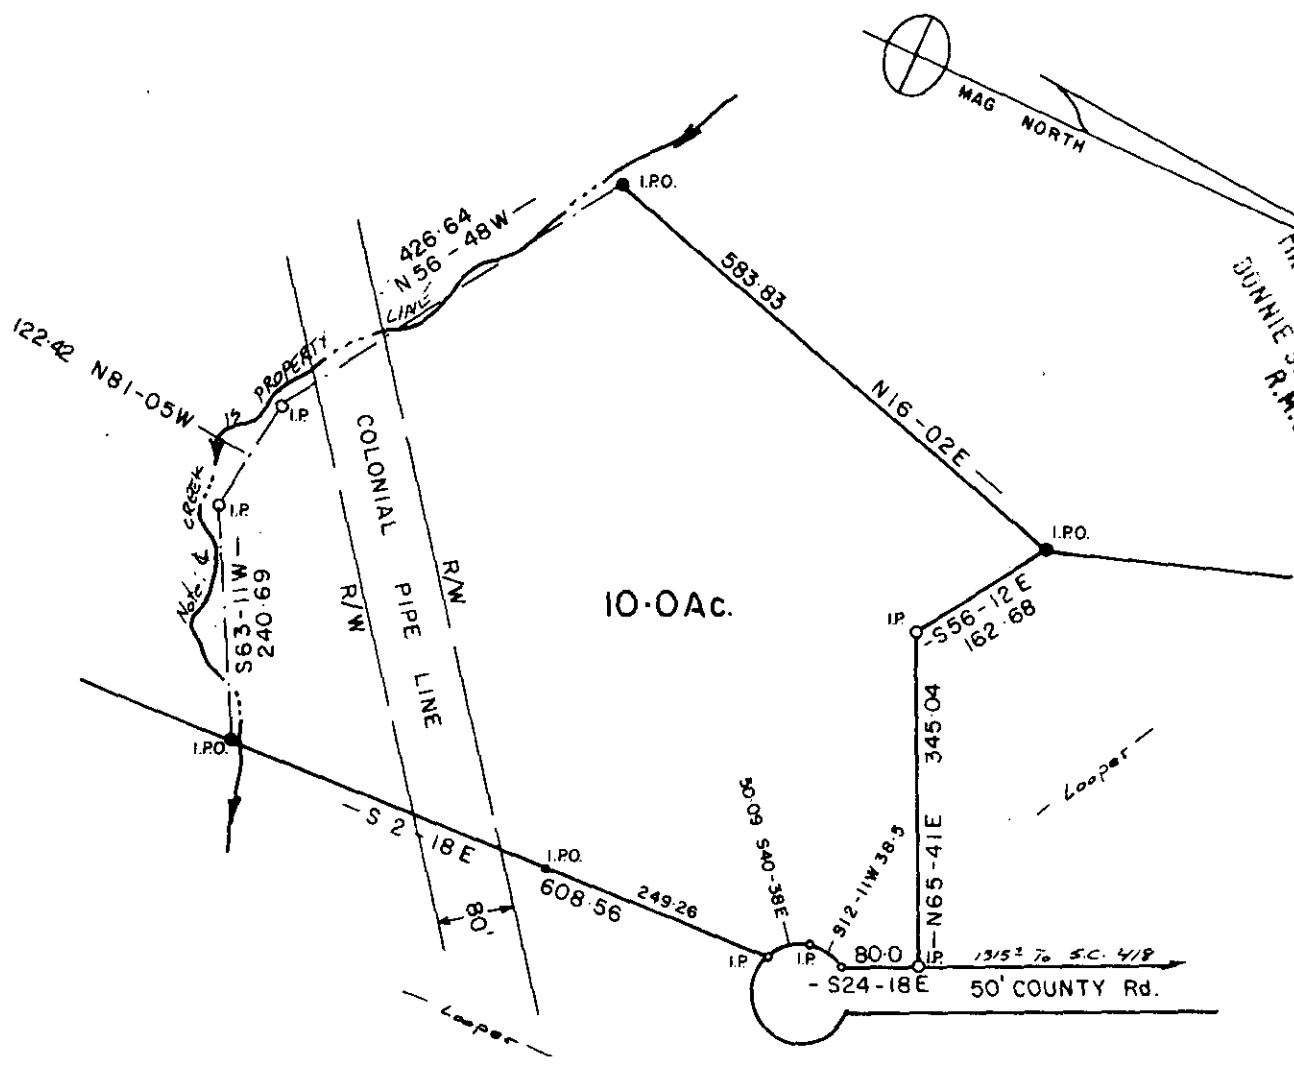 MAG NORTH
I.P.O.
426.64
N 56-48W
583.83
N16-02E
DUNNIE S.
R.M.
122.42 N81-05W
Note: ℄ CREEK IS PROPERTY LINE
I.P.
I.P.
S63-11W
240.69
COLONIAL PIPE LINE
R/W
R/W
10.0 Ac.
I.P.O.
I.P.
S56-12E
162.68
345.04
N65-41E
- Looper -
I.P.O.
- S 2-18E
I.P.O.
608.56
249.26
80'
50.09 S40-38E
S12-11W 38.5
I.P.
I.P.
80.0
I.P.
1315± To S.C. 418
- S24-18E
50' COUNTY Rd.
- Looper -